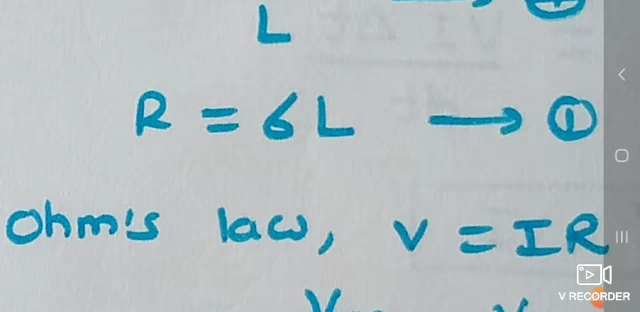 L
R = 6L → ①
Ohm's law, V = IR
V RECORDER